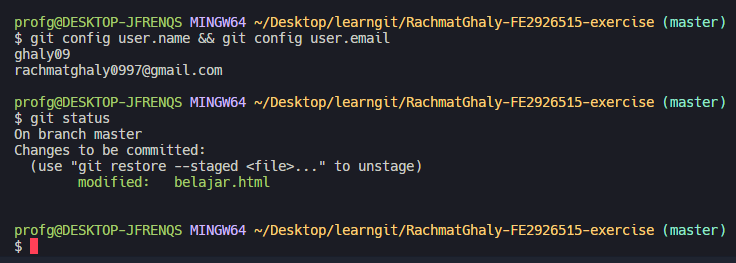 profg@DESKTOP-JFRENQS MINGW64 ~/Desktop/learngit/RachmatGhaly-FE2926515-exercise (master)
$ git config user.name && git config user.email
ghaly09
rachmatghaly0997@gmail.com
profg@DESKTOP-JFRENQS MINGW64 ~/Desktop/learngit/RachmatGhaly-FE2926515-exercise (master)
$ git status
On branch master
Changes to be committed:
  (use "git restore --staged <file>..." to unstage)
        modified:   belajar.html
profg@DESKTOP-JFRENQS MINGW64 ~/Desktop/learngit/RachmatGhaly-FE2926515-exercise (master)
$